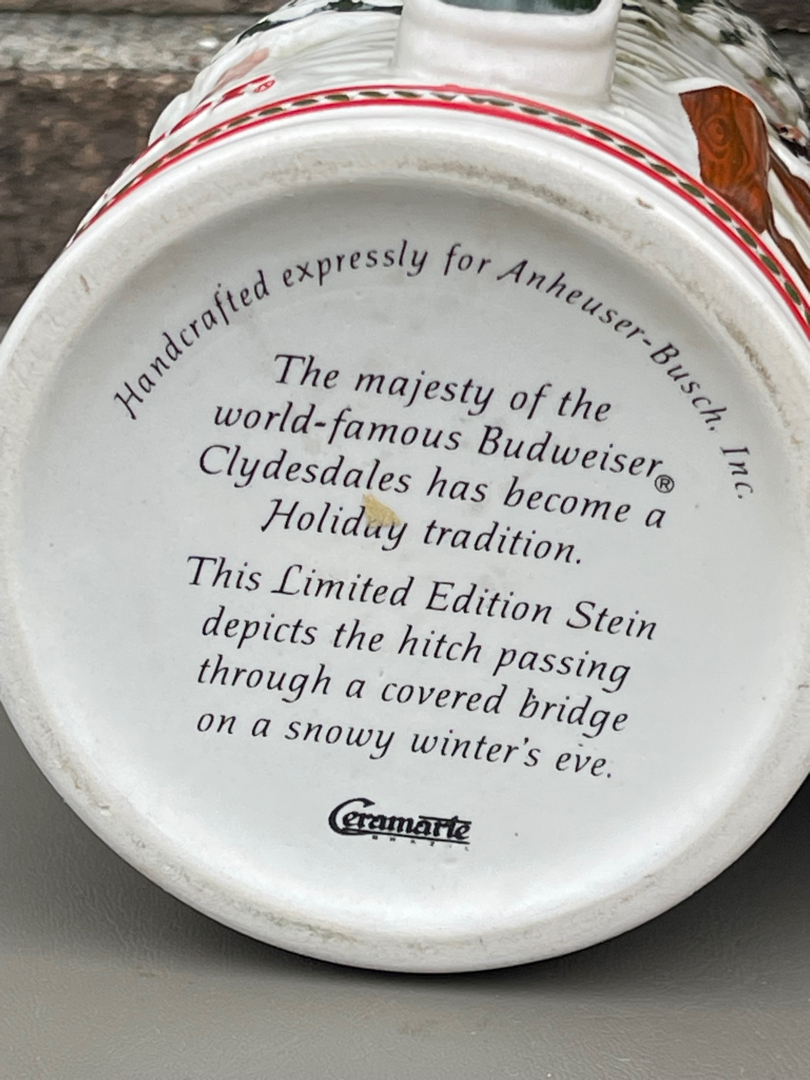 Handcrafted expressly for Anheuser-Busch, Inc.
The majesty of the
world-famous Budweiser®
Clydesdales has become a
Holiday tradition.
This Limited Edition Stein
depicts the hitch passing
through a covered bridge
on a snowy winter's eve.
Ceramarte
BRAZIL